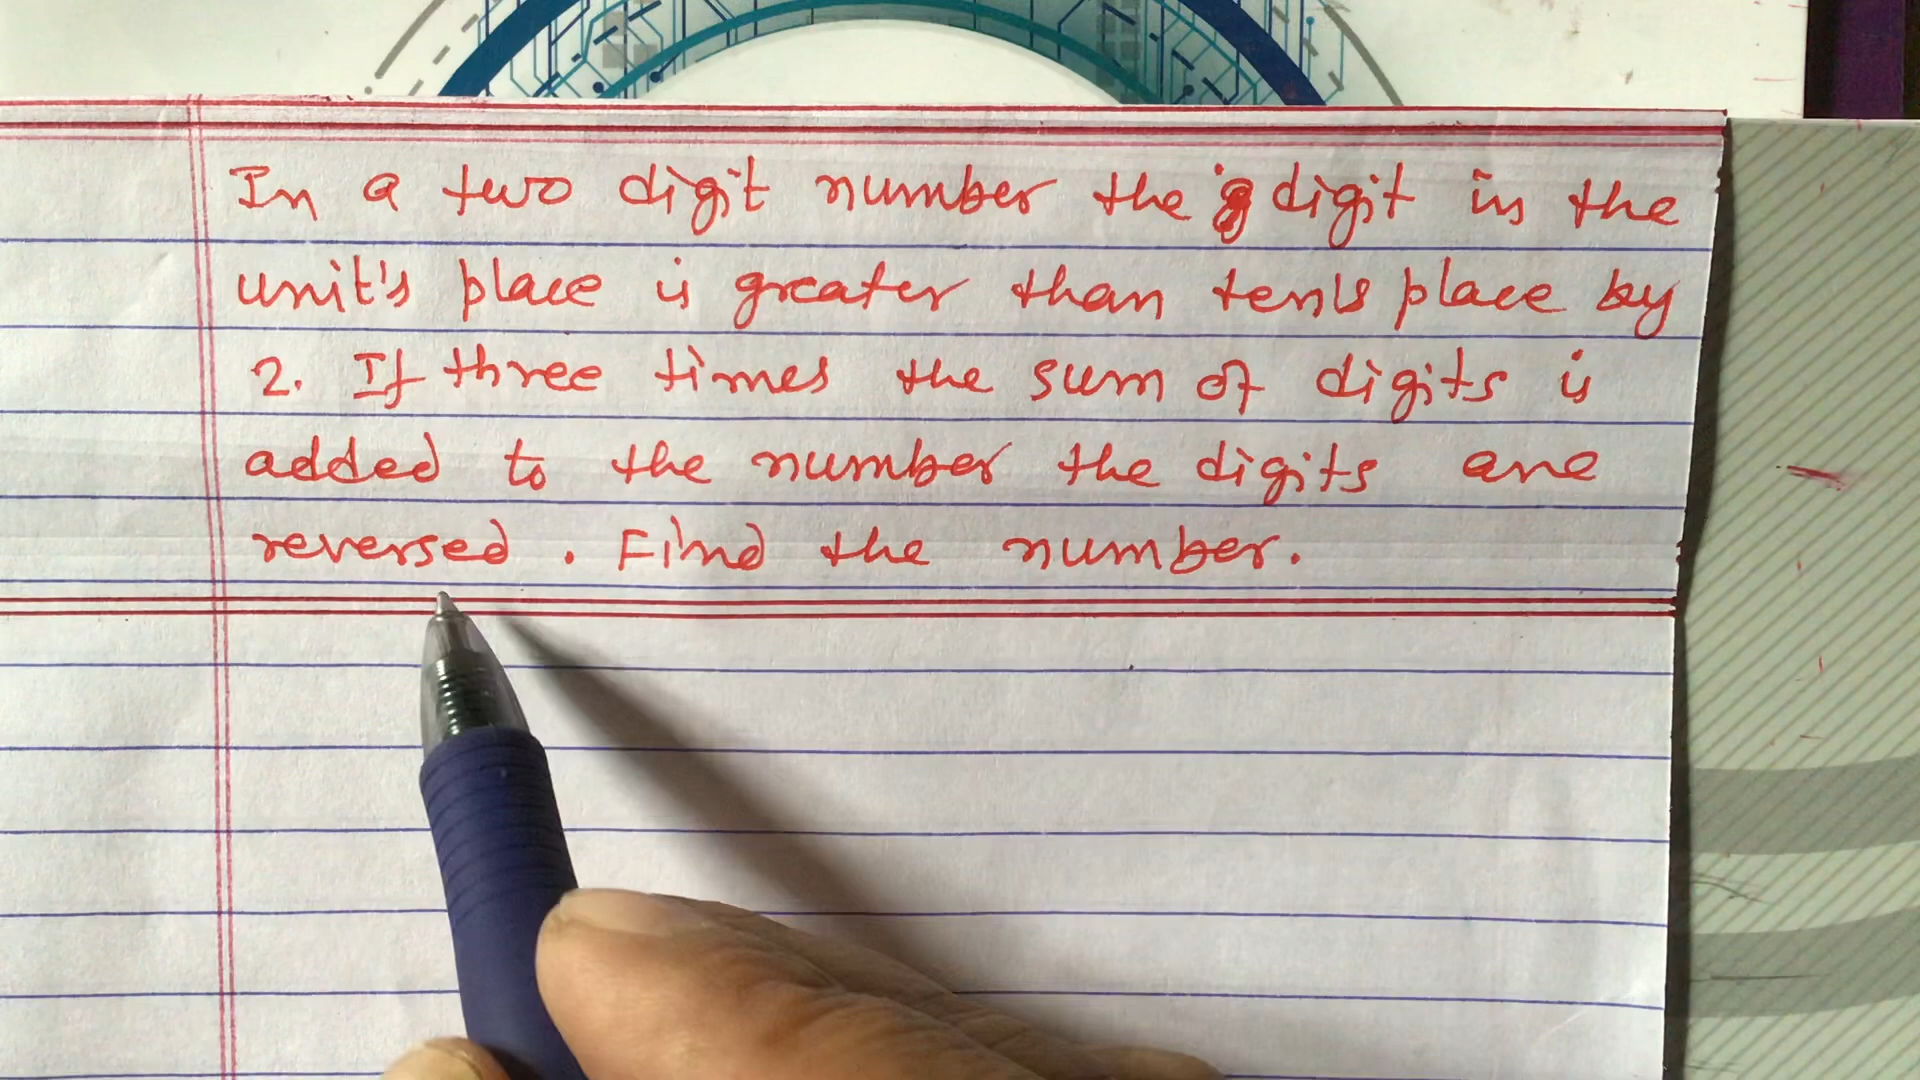 In a two digit number the digit in the
unit's place is greater than ten's place by
2. If three times the sum of digits is
added to the number the digits are
reversed. Find the number.